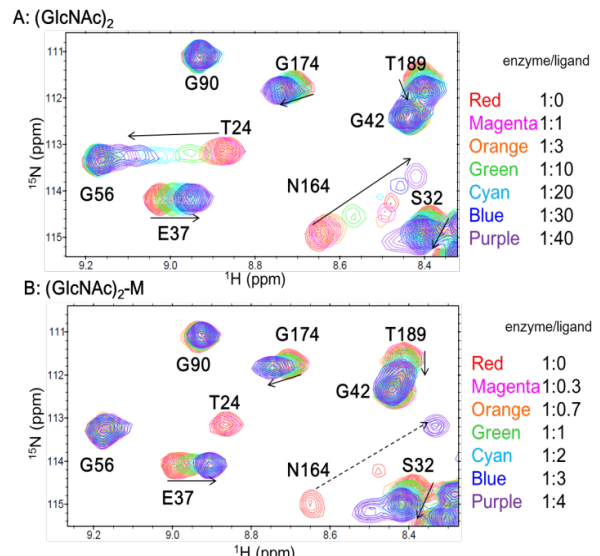 A: (GlcNAc)2
111
112
113
114
115
15N (ppm)
G90
G174
T189
G42
T24
G56
E37
N164
S32
9.2 9.0 8.8 8.6 8.4
1H (ppm)
enzyme/ligand
Red 1:0
Magenta 1:1
Orange 1:3
Green 1:10
Cyan 1:20
Blue 1:30
Purple 1:40
B: (GlcNAc)2-M
111
112
113
114
115
15N (ppm)
G90
G174
T189
G42
T24
G56
E37
N164
S32
9.2 9.0 8.8 8.6 8.4
1H (ppm)
enzyme/ligand
Red 1:0
Magenta 1:0.3
Orange 1:0.7
Green 1:1
Cyan 1:2
Blue 1:3
Purple 1:4